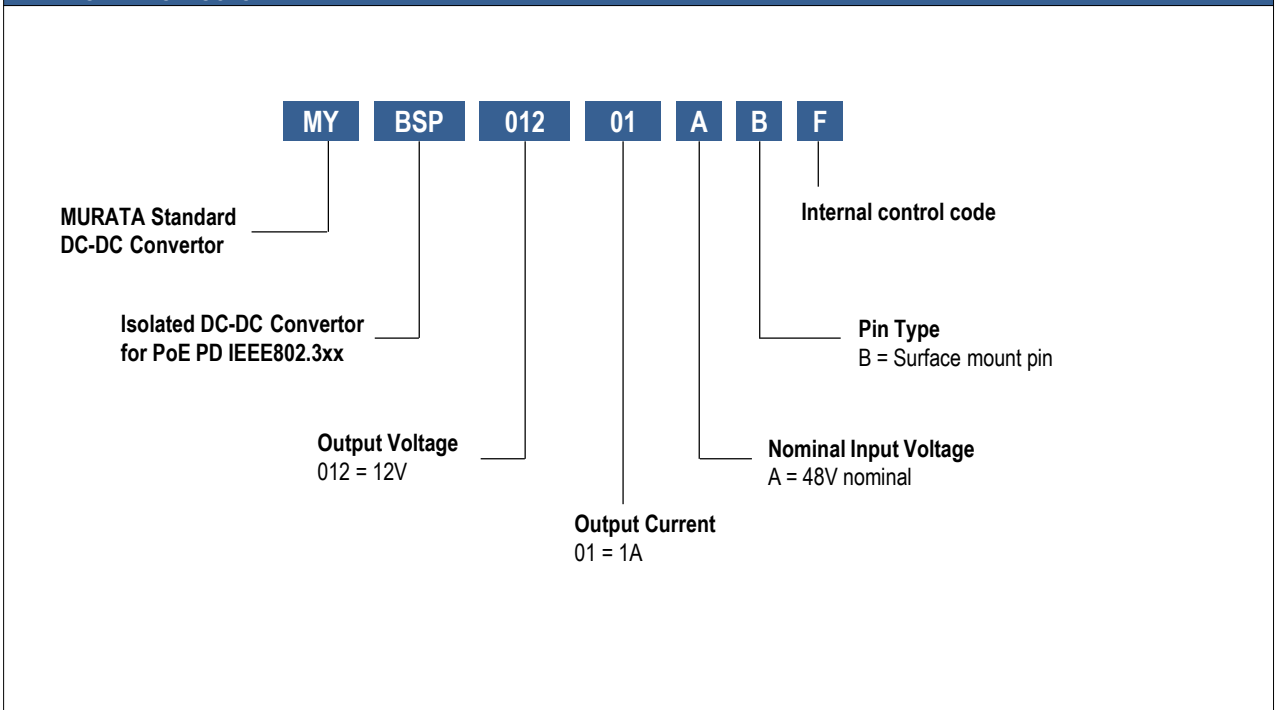 MY BSP 012 01 A B F
MURATA Standard
DC-DC Convertor
Internal control code
Isolated DC-DC Convertor
for PoE PD IEEE802.3xx
Pin Type
B = Surface mount pin
Output Voltage
012 = 12V
Nominal Input Voltage
A = 48V nominal
Output Current
01 = 1A